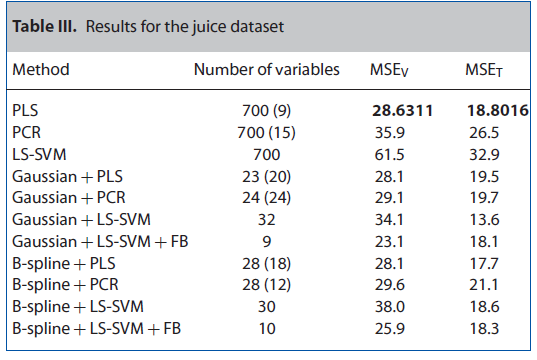 Table III. Results for the juice dataset
Method Number of variables MSEV MSET
PLS 700 (9) 28.6311 18.8016
PCR 700 (15) 35.9 26.5
LS-SVM 700 61.5 32.9
Gaussian + PLS 23 (20) 28.1 19.5
Gaussian + PCR 24 (24) 29.1 19.7
Gaussian + LS-SVM 32 34.1 13.6
Gaussian + LS-SVM + FB 9 23.1 18.1
B-spline + PLS 28 (18) 28.1 17.7
B-spline + PCR 28 (12) 29.6 21.1
B-spline + LS-SVM 30 38.0 18.6
B-spline + LS-SVM + FB 10 25.9 18.3